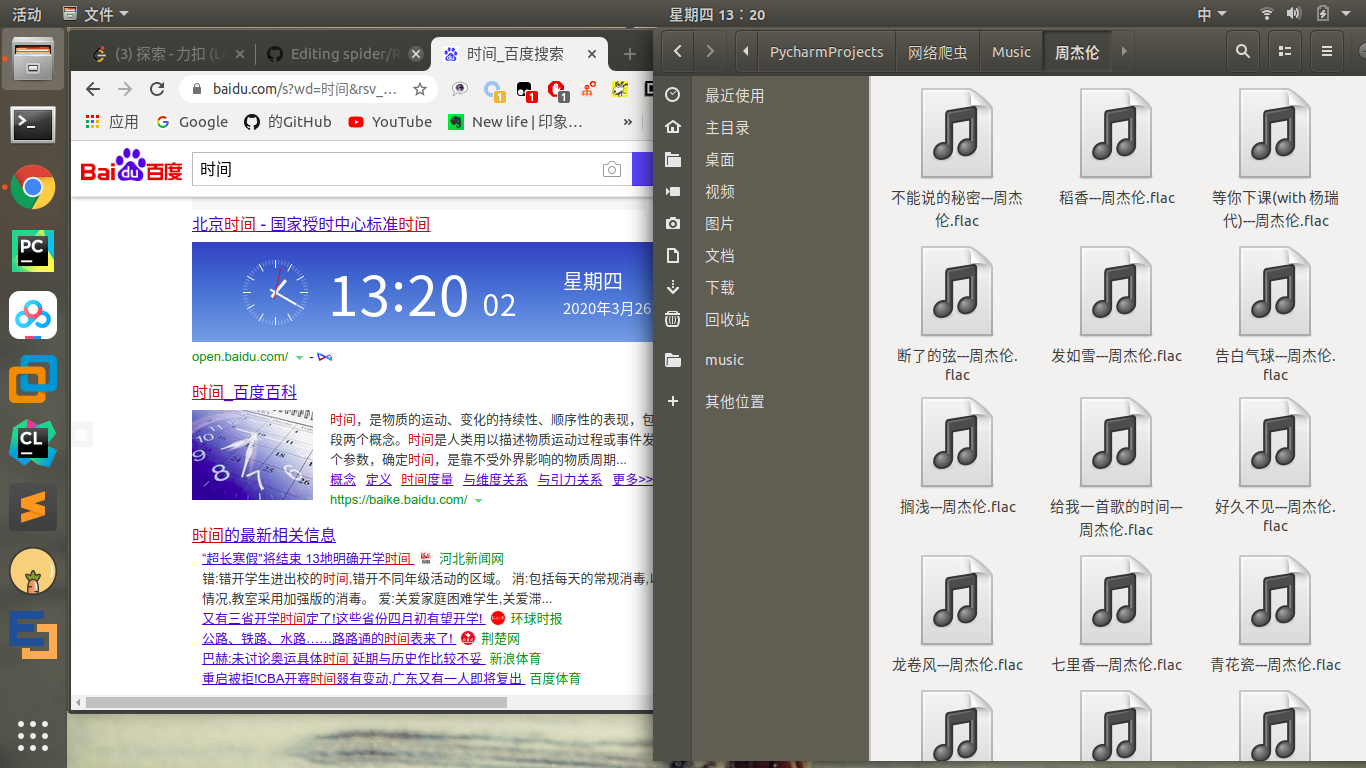 活动 文件 星期四 13：20 中
(3) 探索 - 力扣 (Le
Editing spider/R
时间_百度搜索
baidu.com/s?wd=时间&rsv_...
1 1 1
应用 Google 的GitHub YouTube New life | 印象... »
Bai du 百度
时间
北京时间 - 国家授时中心标准时间
13:20 02
星期四
2020年3月26
open.baidu.com/
时间_百度百科
时间，是物质的运动、变化的持续性、顺序性的表现，包
段两个概念。时间是人类用以描述物质运动过程或事件发
个参数，确定时间，是靠不受外界影响的物质周期...
概念 定义 时间度量 与维度关系 与引力关系 更多>>
https://baike.baidu.com/
时间的最新相关信息
“超长寒假”将结束 13地明确开学时间 河北新闻网
错:错开学生进出校的时间,错开不同年级活动的区域。 消:包括每天的常规消毒,
情况,教室采用加强版的消毒。 爱:关爱家庭困难学生,关爱滞...
又有三省开学时间定了!这些省份四月初有望开学! 环球时报
公路、铁路、水路……路路通的时间表来了! 荆楚网
巴赫:未讨论奥运具体时间 延期与历史作比较不妥 新浪体育
重启被拒!CBA开赛时间叕有变动,广东又有一人即将复出 百度体育
PC
CL
PycharmProjects 网络爬虫 Music 周杰伦
最近使用
主目录
桌面
视频
图片
文档
下载
回收站
music
其他位置
不能说的秘密---周杰
伦.flac
稻香---周杰伦.flac
等你下课(with 杨瑞
代)---周杰伦.flac
断了的弦---周杰伦.
flac
发如雪---周杰伦.flac
告白气球---周杰伦.
flac
搁浅---周杰伦.flac
给我一首歌的时间---
周杰伦.flac
好久不见---周杰伦.
flac
龙卷风---周杰伦.flac
七里香---周杰伦.flac
青花瓷---周杰伦.flac